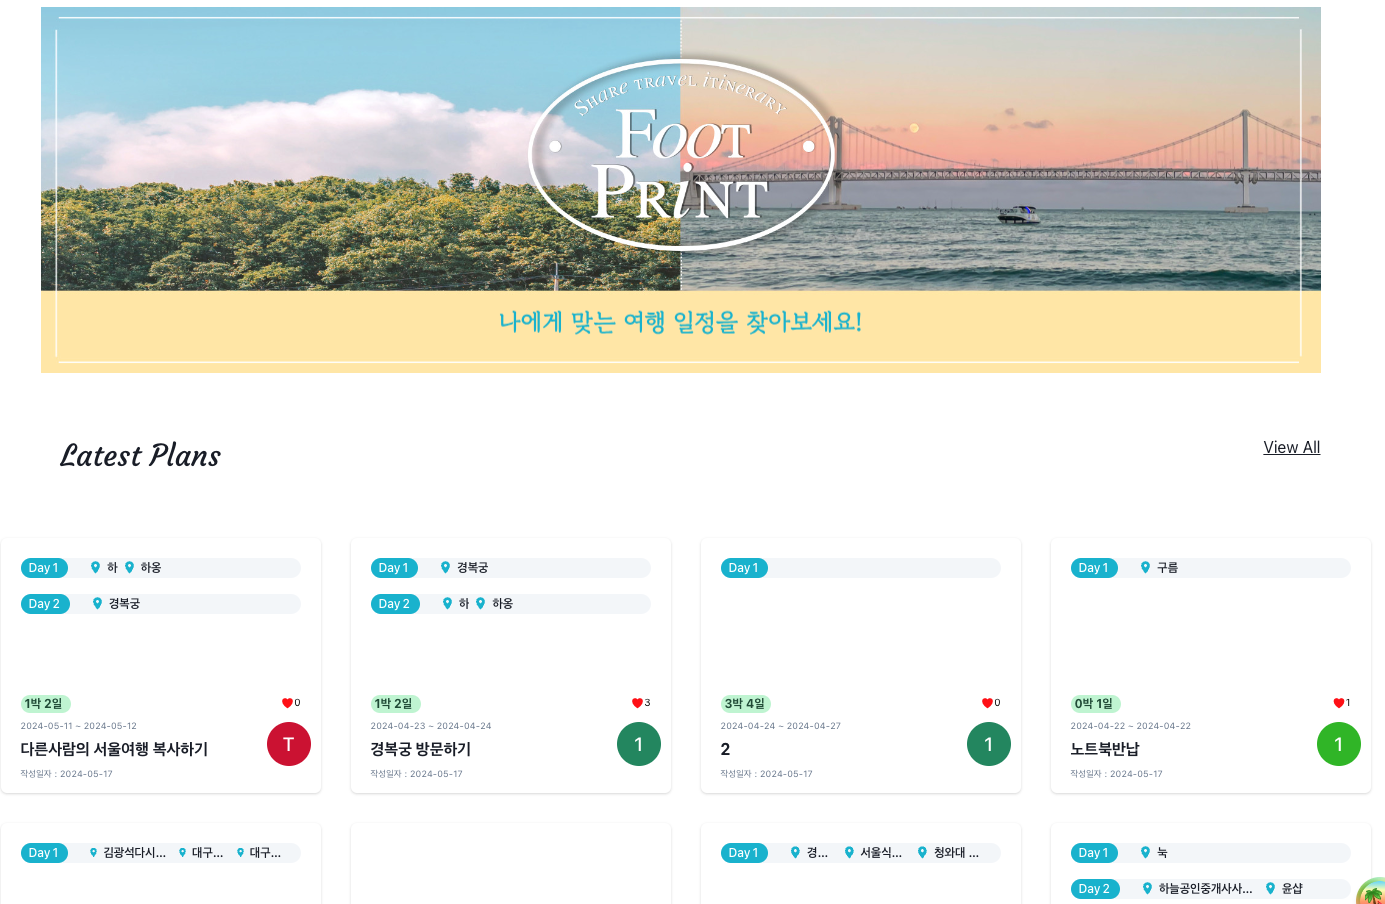 Share travel itinerary
Foot
Print
나에게 맞는 여행 일정을 찾아보세요!
Latest Plans
View All
Day 1 하 하옹
Day 2 경복궁
1박 2일 0
2024-05-11 ~ 2024-05-12
다른사람의 서울여행 복사하기
T
작성일자 : 2024-05-17
Day 1 경복궁
Day 2 하 하옹
1박 2일 3
2024-04-23 ~ 2024-04-24
경복궁 방문하기
1
작성일자 : 2024-05-17
Day 1
3박 4일 0
2024-04-24 ~ 2024-04-27
2
1
작성일자 : 2024-05-17
Day 1 구름
0박 1일 1
2024-04-22 ~ 2024-04-22
노트북반납
1
작성일자 : 2024-05-17
Day 1 김광석다시... 대구... 대구...
Day 1 경... 서울식... 청와대 ...
Day 1 눅
Day 2 하늘공인중개사사... 윤샵